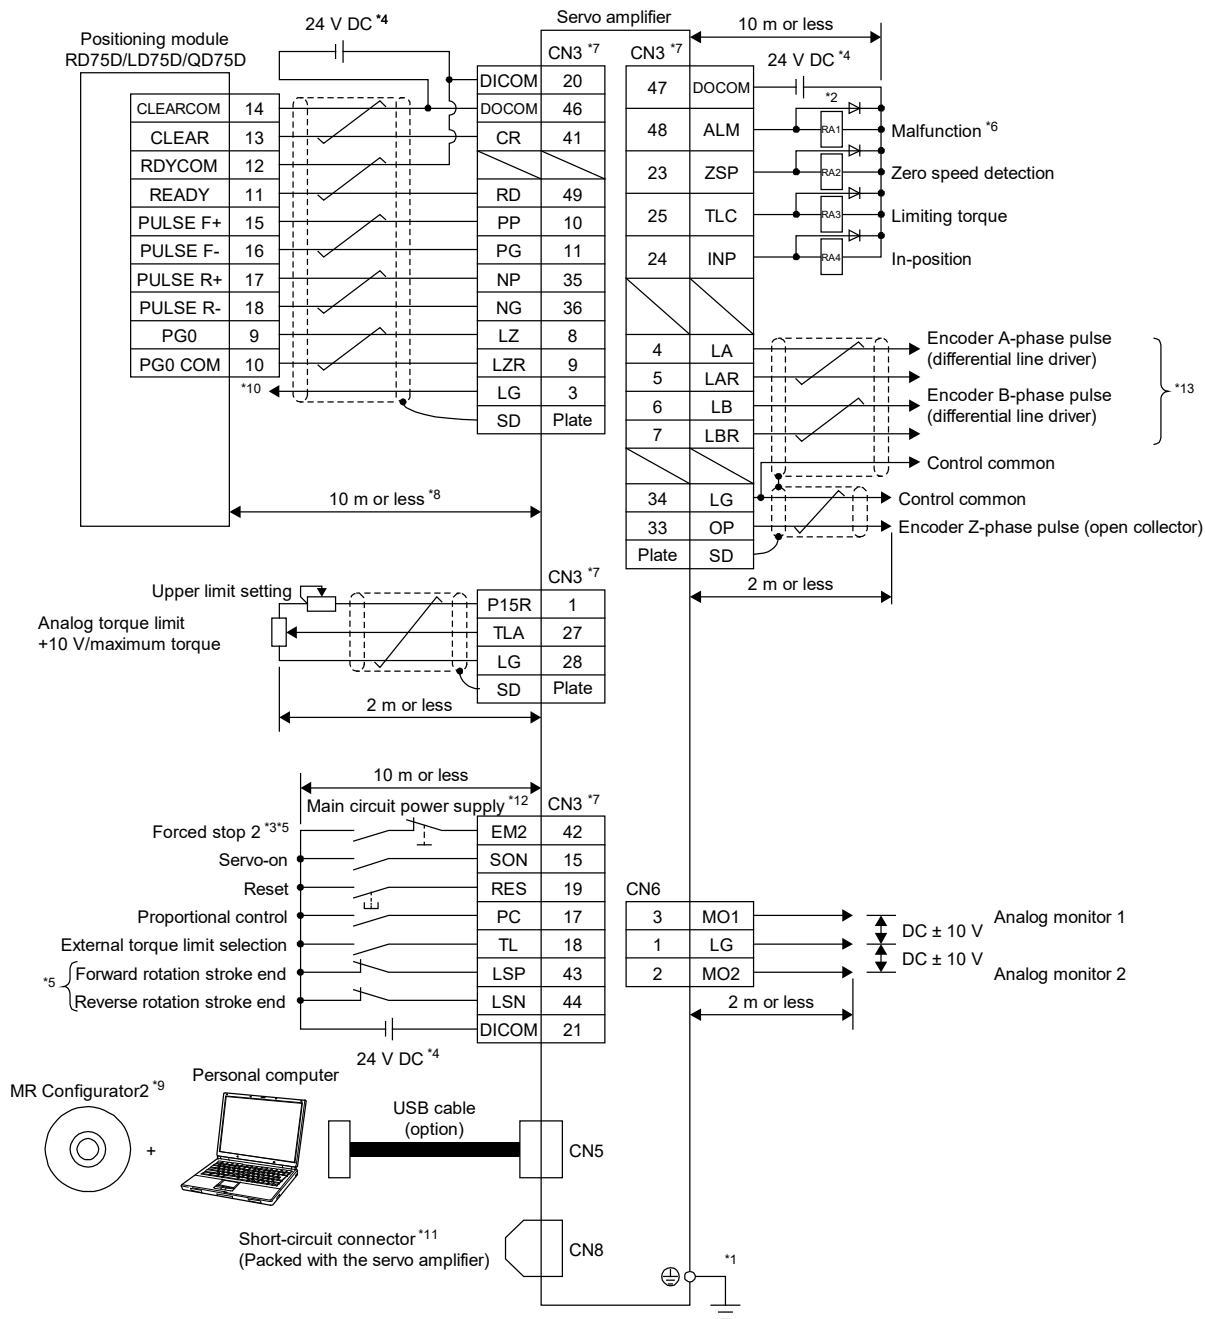 Servo amplifier
24 V DC *4
10 m or less
Positioning module
RD75D/LD75D/QD75D
CN3 *7
CN3 *7
24 V DC *4
DICOM 20
47 DOCOM
*2
CLEARCOM 14
DOCOM 46
48 ALM
RA1
Malfunction *6
CLEAR 13
CR 41
RDYCOM 12
23 ZSP
RA2
Zero speed detection
READY 11
RD 49
25 TLC
RA3
Limiting torque
PULSE F+ 15
PP 10
PULSE F- 16
PG 11
24 INP
RA4
In-position
PULSE R+ 17
NP 35
PULSE R- 18
NG 36
PG0 9
LZ 8
4 LA
Encoder A-phase pulse
(differential line driver)
PG0 COM 10
LZR 9
5 LAR
*10
LG 3
6 LB
Encoder B-phase pulse
(differential line driver)
*13
SD Plate
7 LBR
Control common
10 m or less *8
34 LG
Control common
33 OP
Encoder Z-phase pulse (open collector)
Plate SD
2 m or less
CN3 *7
Upper limit setting
P15R 1
Analog torque limit
+10 V/maximum torque
TLA 27
LG 28
SD Plate
2 m or less
10 m or less
Main circuit power supply *12
CN3 *7
Forced stop 2 *3*5
EM2 42
Servo-on
SON 15
Reset
RES 19
Proportional control
PC 17
External torque limit selection
TL 18
*5
Forward rotation stroke end
LSP 43
Reverse rotation stroke end
LSN 44
DICOM 21
24 V DC *4
CN6
3 MO1
Analog monitor 1
DC ± 10 V
1 LG
DC ± 10 V
2 MO2
Analog monitor 2
2 m or less
MR Configurator2 *9
Personal computer
+
USB cable
(option)
CN5
Short-circuit connector *11
(Packed with the servo amplifier)
CN8
*1